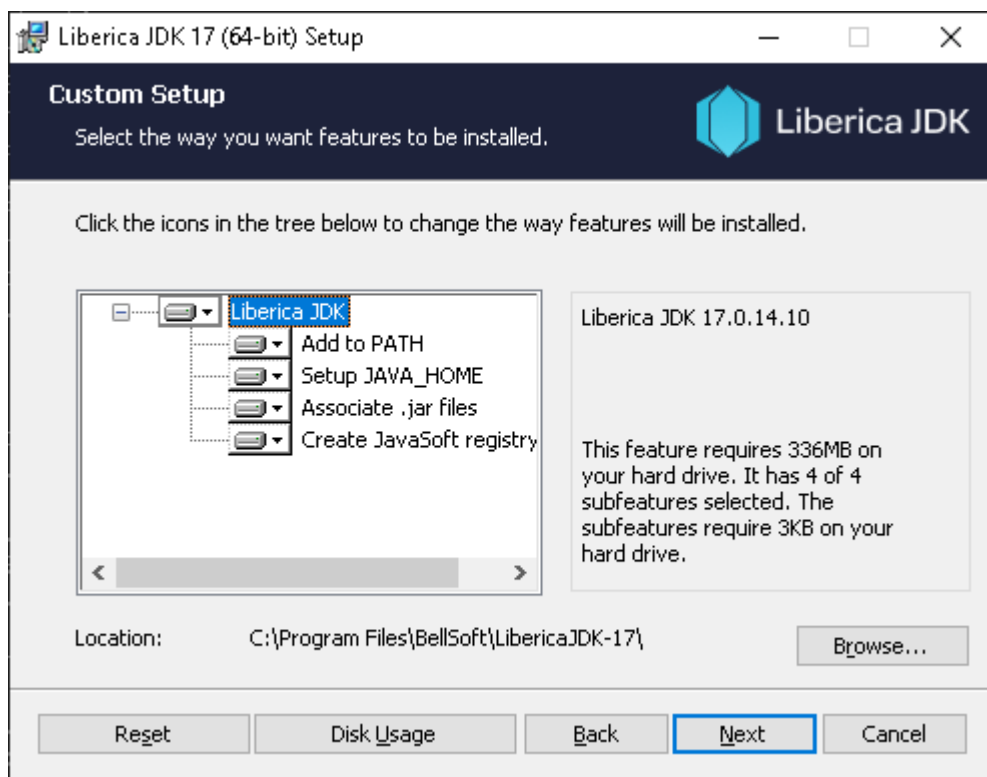 Liberica JDK 17 (64-bit) Setup
Custom Setup
Select the way you want features to be installed.
Liberica JDK
Click the icons in the tree below to change the way features will be installed.
Liberica JDK
Add to PATH
Setup JAVA_HOME
Associate .jar files
Create JavaSoft registry
Liberica JDK 17.0.14.10
This feature requires 336MB on
your hard drive. It has 4 of 4
subfeatures selected. The
subfeatures require 3KB on your
hard drive.
Location: C:\Program Files\BellSoft\LibericaJDK-17\
Browse...
Reset Disk Usage Back Next Cancel